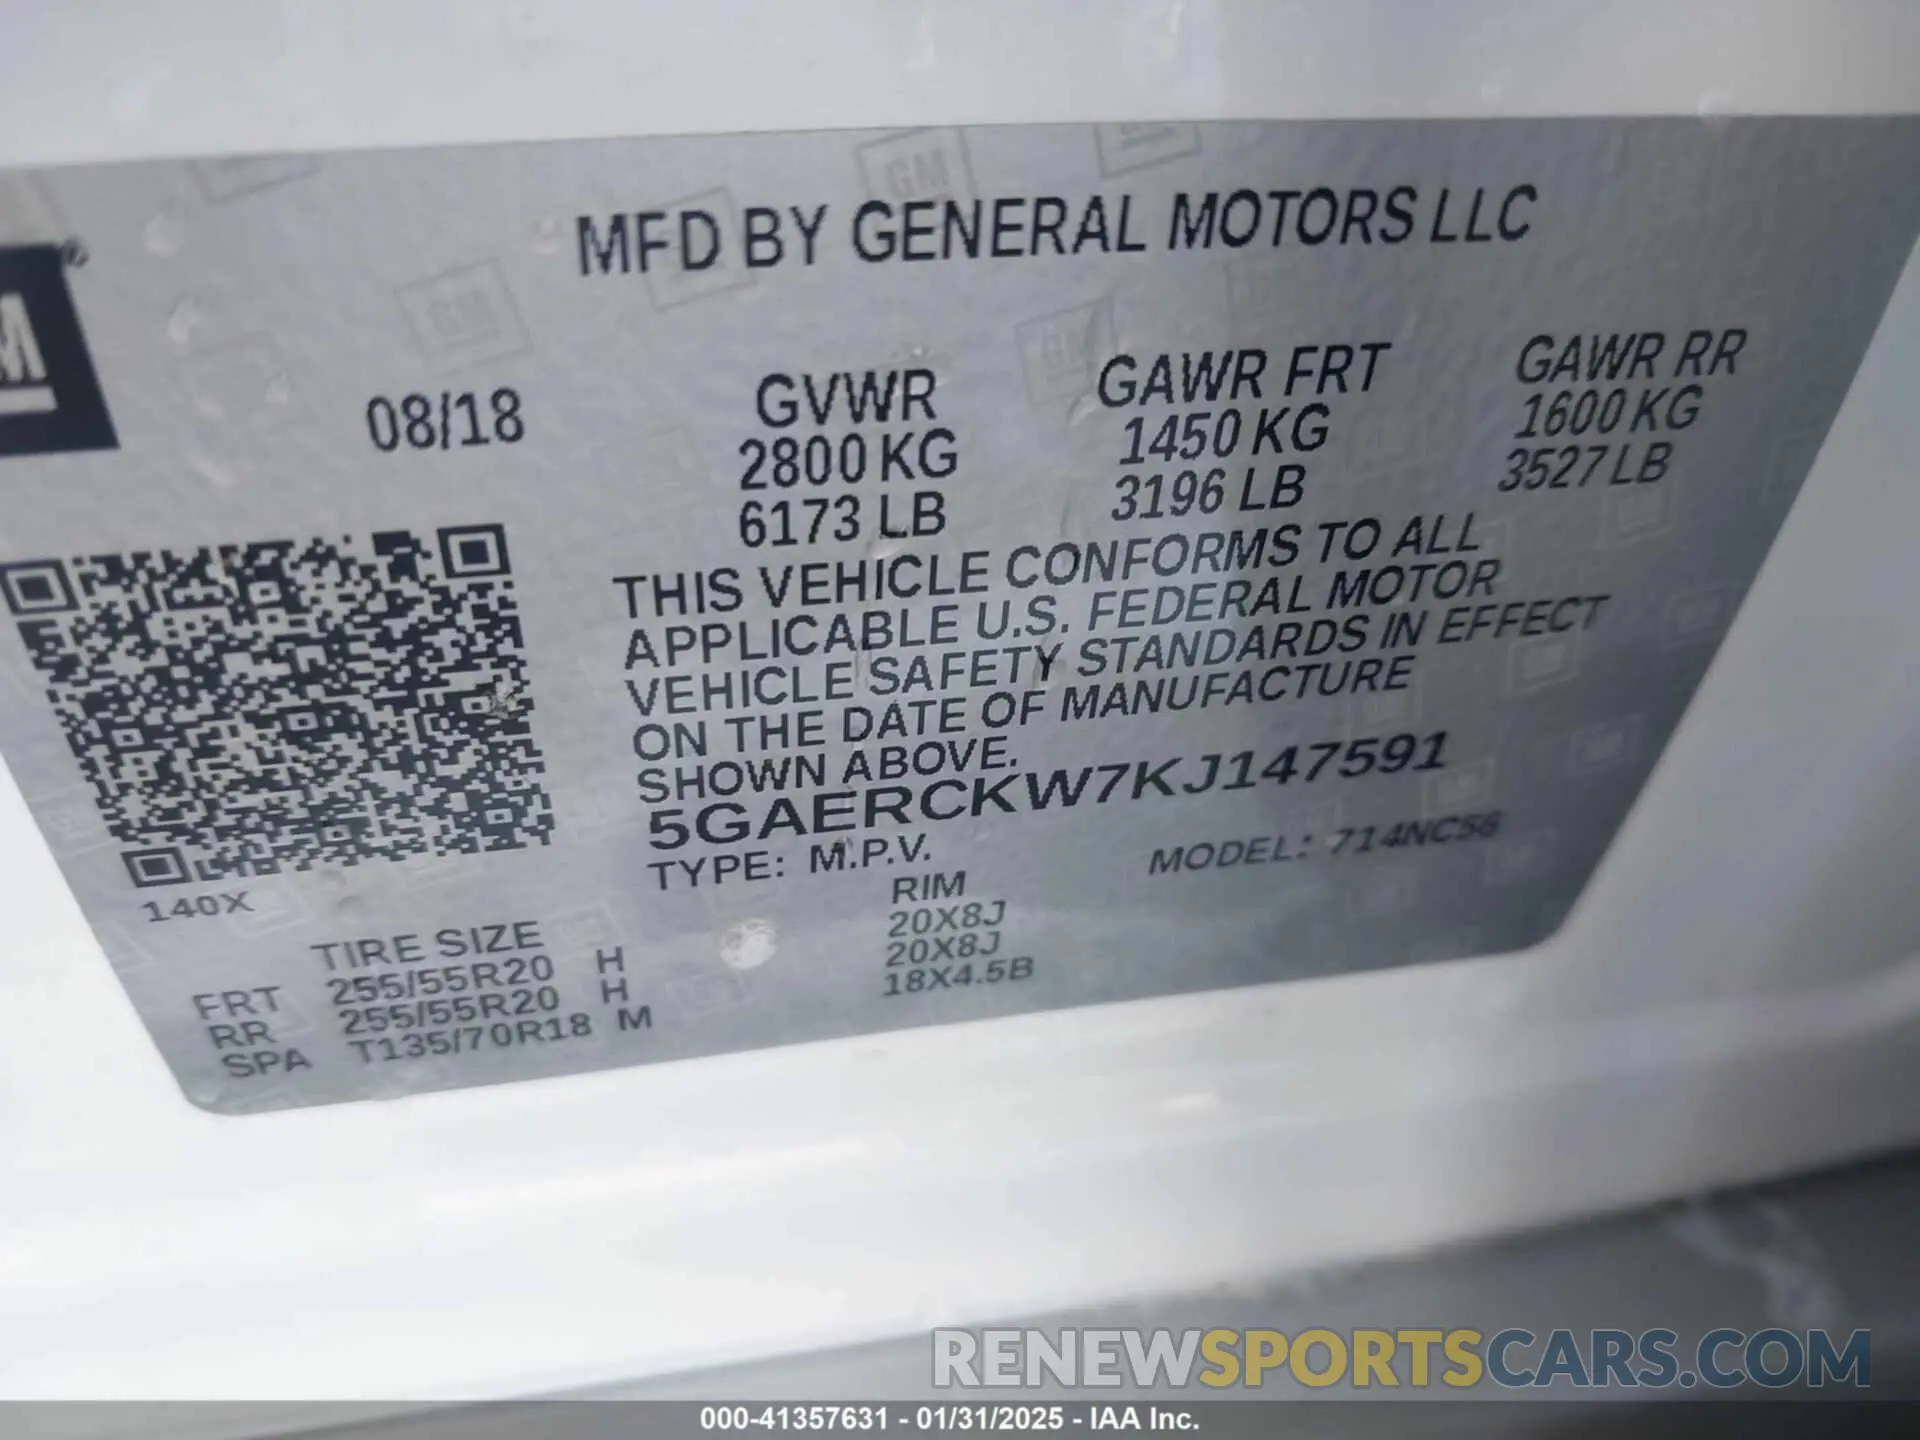 MFD BY GENERAL MOTORS LLC
M®
08/18
GVWR
2800 KG
6173 LB
GAWR FRT
1450 KG
3196 LB
GAWR RR
1600 KG
3527 LB
THIS VEHICLE CONFORMS TO ALL
APPLICABLE U.S. FEDERAL MOTOR
VEHICLE SAFETY STANDARDS IN EFFECT
ON THE DATE OF MANUFACTURE
SHOWN ABOVE.
5GAERCKW7KJ147591
TYPE: M.P.V.
MODEL: 714NC56
140X
TIRE SIZE RIM
FRT 255/55R20 H 20X8J
RR 255/55R20 H 20X8J
SPA T135/70R18 M 18X4.5B
RENEWSPORTSCARS.COM
000-41357631 - 01/31/2025 - IAA Inc.